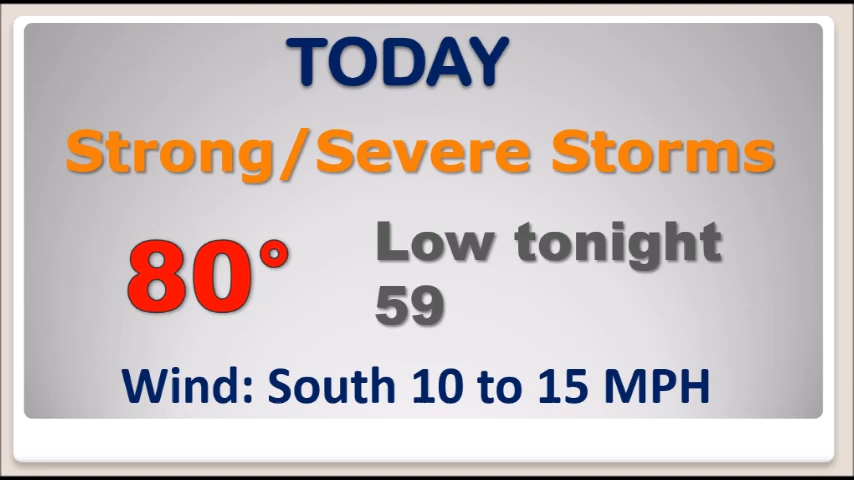 TODAY
Strong/Severe Storms
80°
Low tonight
59
Wind: South 10 to 15 MPH